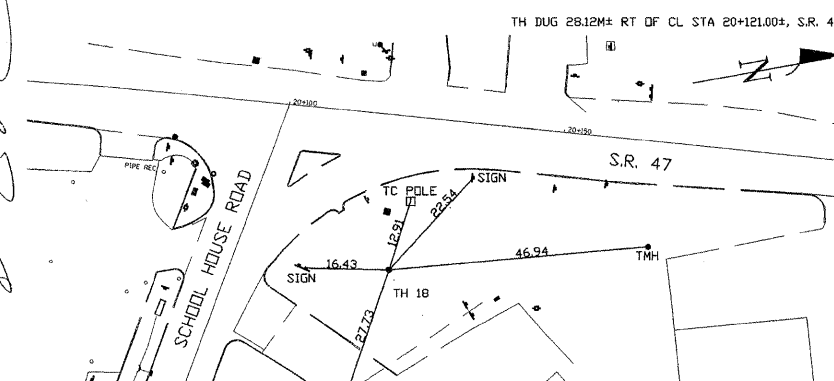 TH DUG 28.12M± RT OF CL STA 20+121.00±, S.R. 4
N
20+100
20+150
S.R. 47
PIPE REC
TC POLE
SIGN
22.54
12.91
SCHOOL HOUSE ROAD
46.94
TMH
16.43
SIGN
TH 18
27.73